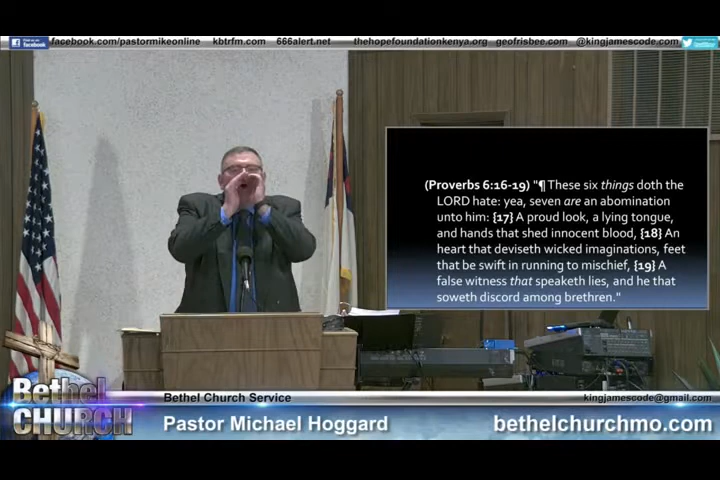 facebook.com/pastormikeonline kbtrfm.com 666alert.net thehopefoundationkenya.org geofrisbee.com @kingjamescode.com
(Proverbs 6:16-19) "¶ These six things doth the
LORD hate: yea, seven are an abomination
unto him: {17} A proud look, a lying tongue,
and hands that shed innocent blood, {18} An
heart that deviseth wicked imaginations, feet
that be swift in running to mischief, {19} A
false witness that speaketh lies, and he that
soweth discord among brethren."
Bethel
CHURCH
Bethel Church Service kingjamescode@gmail.com
Pastor Michael Hoggard bethelchurchmo.com